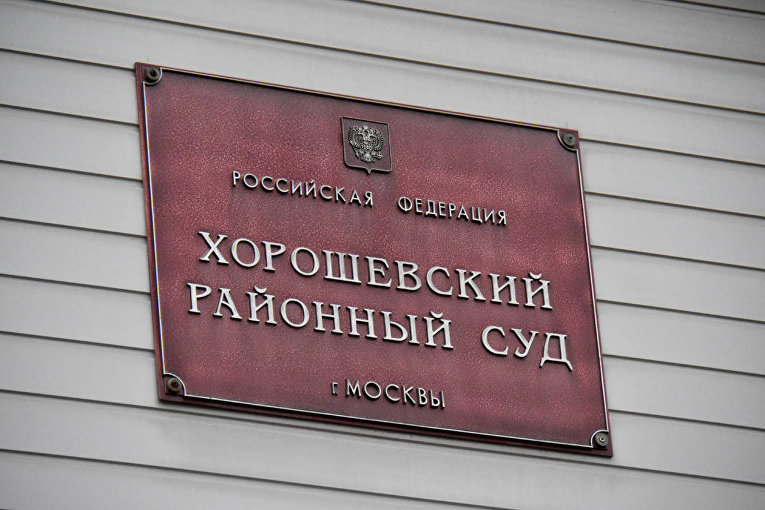 РОССИЙСКАЯ ФЕДЕРАЦИЯ
ХОРОШЕВСКИЙ
РАЙОННЫЙ СУД
г. МОСКВЫ